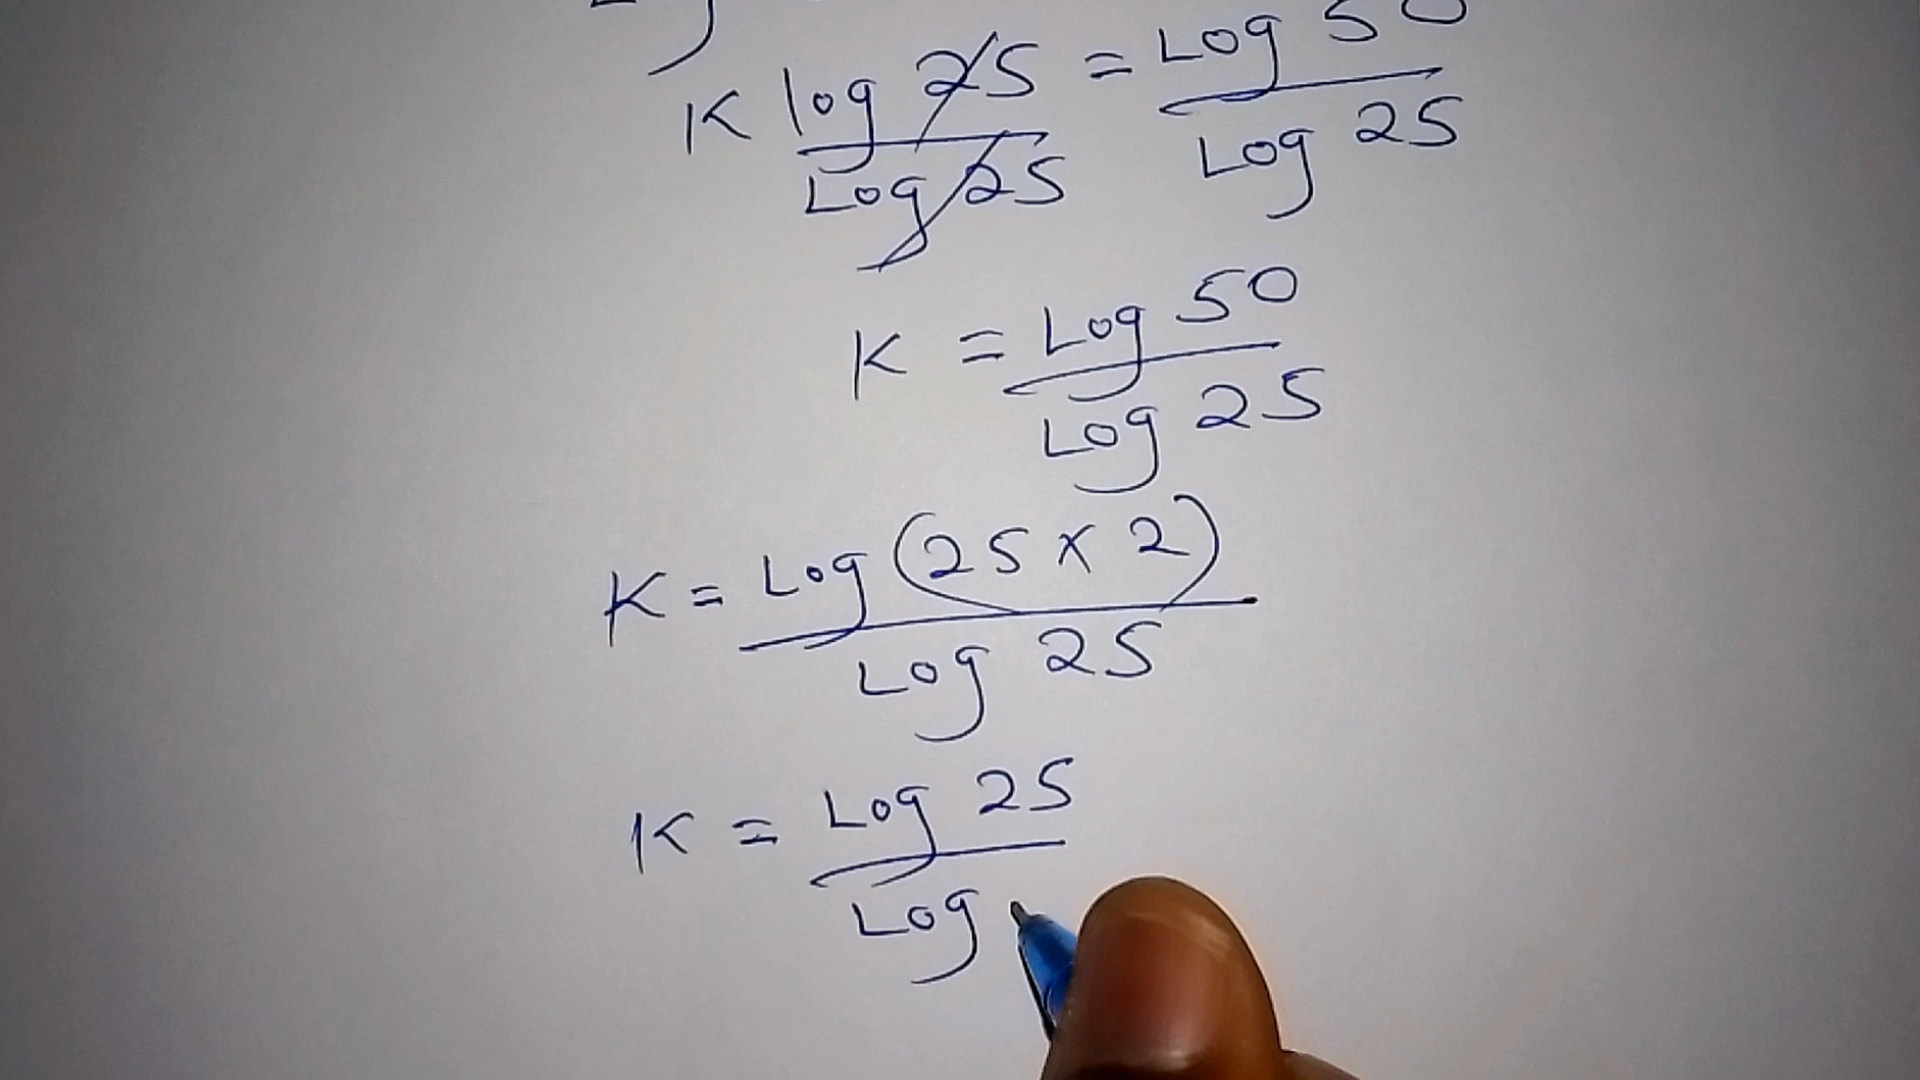 K log 25 = Log 50
Log 25 Log 25
K = Log 50
Log 25
K = Log (25 x 2)
Log 25
K = Log 25
Log